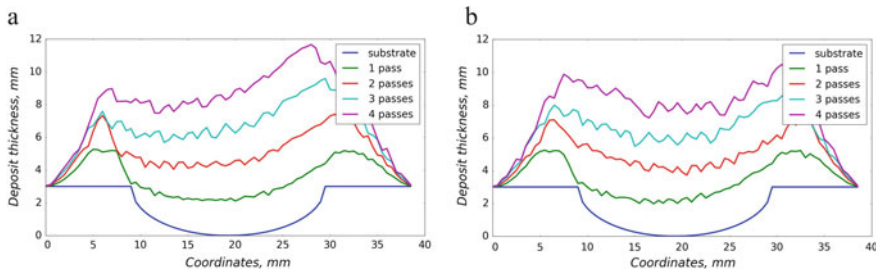 a
12
10
8
6
4
2
0
Deposit thickness, mm
0 5 10 15 20 25 30 35 40
Coordinates, mm
substrate
1 pass
2 passes
3 passes
4 passes
b
12
10
8
6
4
2
0
Deposit thickness, mm
0 5 10 15 20 25 30 35 40
Coordinates, mm
substrate
1 pass
2 passes
3 passes
4 passes